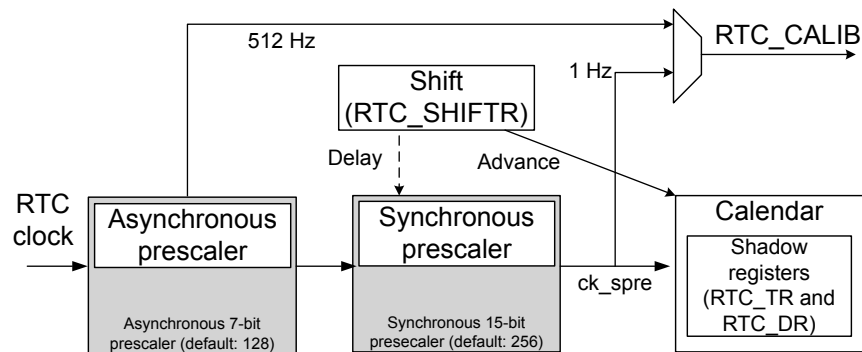 512 Hz
RTC_CALIB
1 Hz
Shift
(RTC_SHIFTR)
Delay
Advance
RTC
clock
Asynchronous
prescaler
Asynchronous 7-bit
prescaler (default: 128)
Synchronous
prescaler
Synchronous 15-bit
presecaler (default: 256)
ck_spre
Calendar
Shadow
registers
(RTC_TR and
RTC_DR)